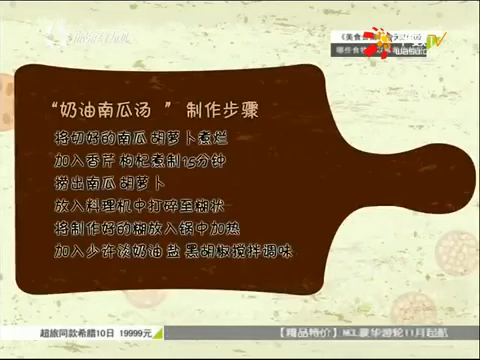 “奶油南瓜汤 ” 制作步骤
将切好的南瓜 胡萝卜煮烂
加入香芹 枸杞煮制15分钟
捞出南瓜 胡萝卜
放入料理机中打碎至糊状
将制作好的糊放入锅中加热
加入少许淡奶油 盐 黑胡椒搅拌调味
超旅同款希腊10日 19999元
【精品特价】MCL豪华游轮11月起航